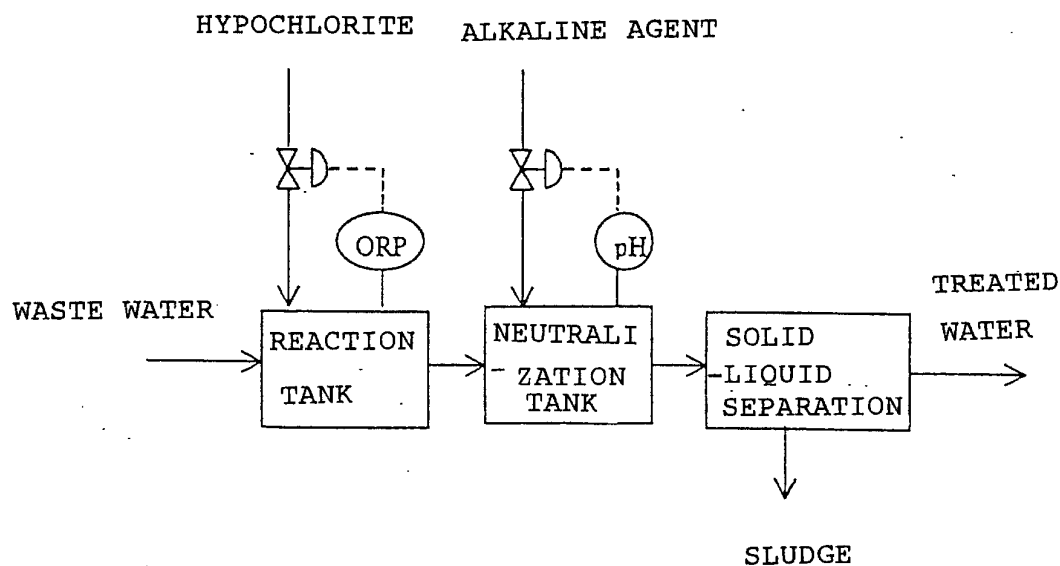 HYPOCHLORITE
ALKALINE AGENT
ORP
pH
WASTE WATER
REACTION
TANK
NEUTRALI
- ZATION
TANK
SOLID
-LIQUID
SEPARATION
TREATED
WATER
SLUDGE